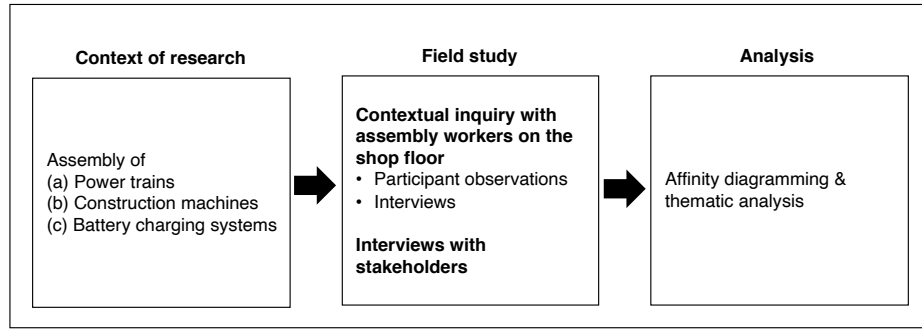 Context of research
Assembly of
(a) Power trains
(b) Construction machines
(c) Battery charging systems
Field study
Contextual inquiry with
assembly workers on the
shop floor
• Participant observations
• Interviews
Interviews with
stakeholders
Analysis
Affinity diagramming &
thematic analysis